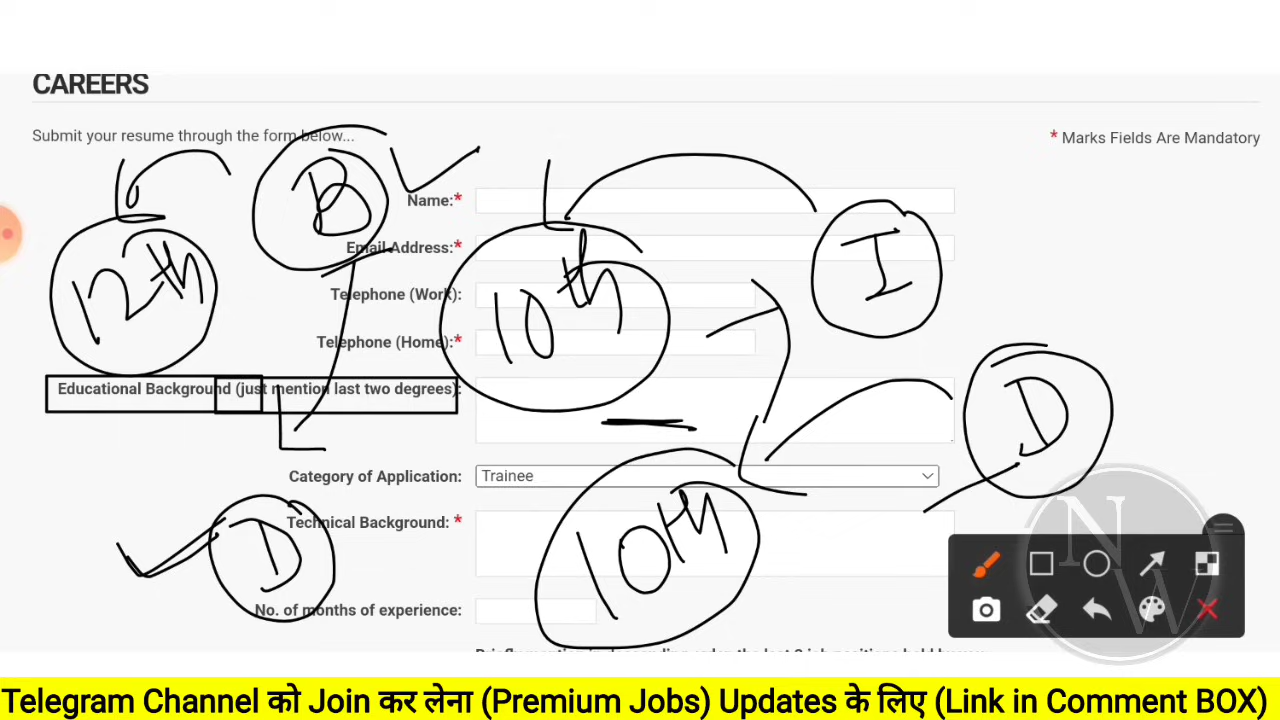 CAREERS
Submit your resume through the form below...
* Marks Fields Are Mandatory
B
Name:*
I
12th
Email Address:*
10th
Telephone (Work):
Telephone (Home):*
Educational Background (just mention last two degrees):
D
Category of Application: Trainee
10th
Technical Background: *
D
No. of months of experience:
NW
Telegram Channel को Join कर लेना (Premium Jobs) Updates के लिए (Link in Comment BOX)